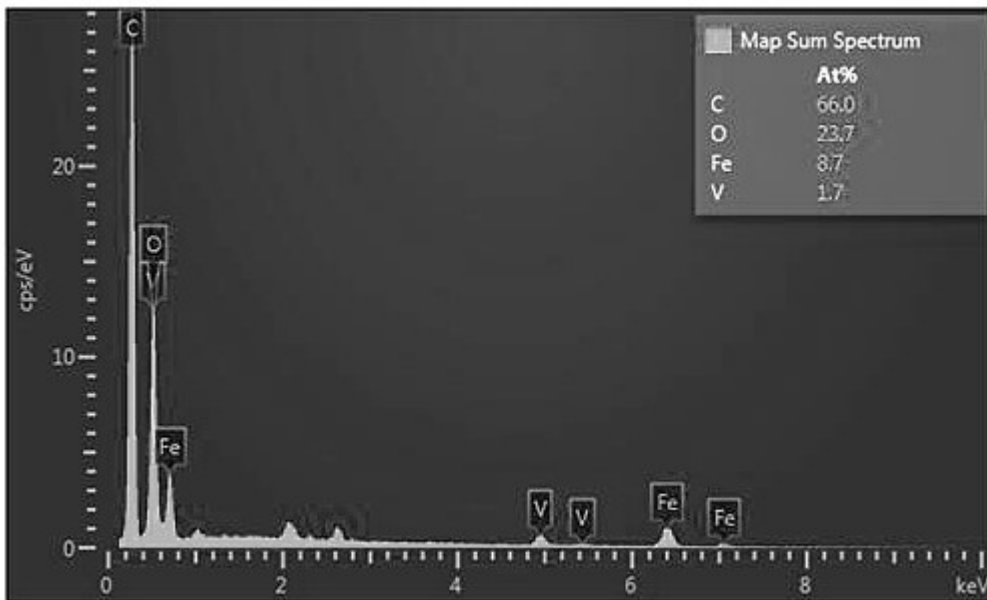 C
Map Sum Spectrum
At%
C 66.0
O 23.7
Fe 8.7
V 1.7
20
cps/eV
O
V
10
Fe
V
V
Fe
Fe
0
0 2 4 6 8 keV